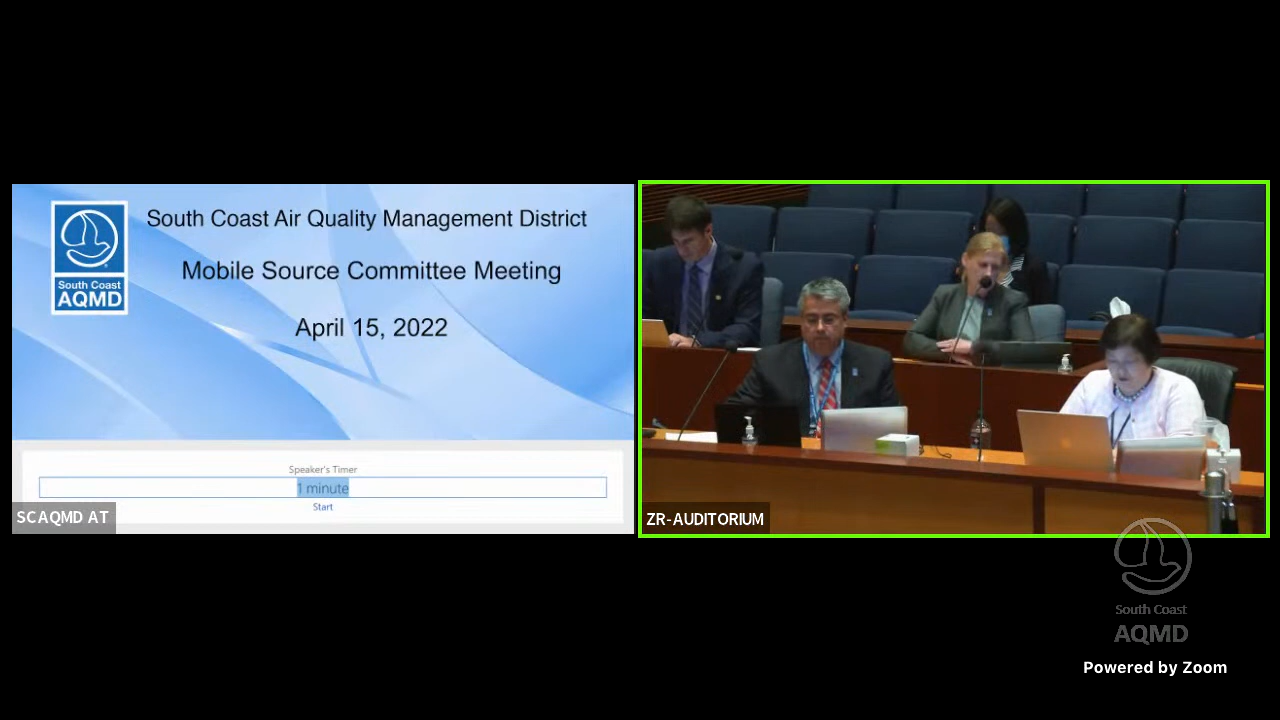 South Coast Air Quality Management District
Mobile Source Committee Meeting
April 15, 2022
South Coast
AQMD
Speaker's Timer
1 minute
Start
SCAQMD AT
ZR-AUDITORIUM
South Coast
AQMD
Powered by Zoom